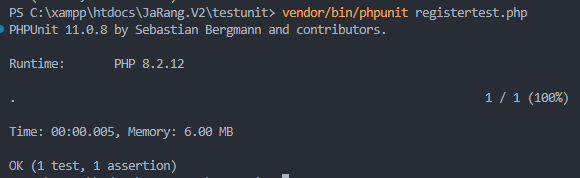 PS C:\xampp\htdocs\JaRang.V2\testunit> vendor/bin/phpunit registertest.php
PHPUnit 11.0.8 by Sebastian Bergmann and contributors.
Runtime:       PHP 8.2.12
.                                                                   1 / 1 (100%)
Time: 00:00.005, Memory: 6.00 MB
OK (1 test, 1 assertion)